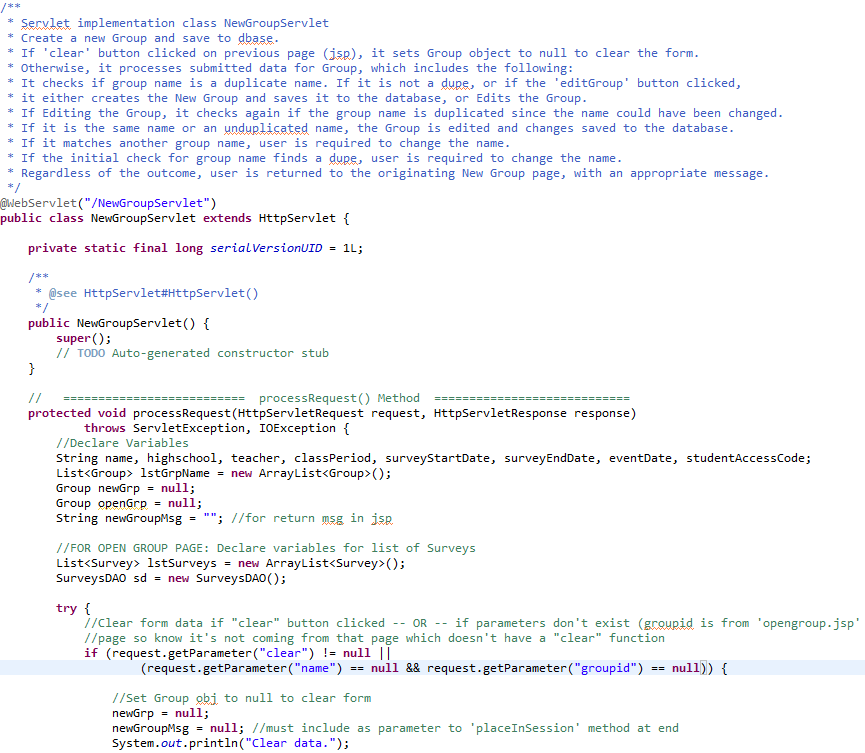 /**
 * Servlet implementation class NewGroupServlet
 * Create a new Group and save to dbase.
 * If 'clear' button clicked on previous page (jsp), it sets Group object to null to clear the form.
 * Otherwise, it processes submitted data for Group, which includes the following:
 * It checks if group name is a duplicate name. If it is not a dupe, or if the 'editGroup' button clicked,
 * it either creates the New Group and saves it to the database, or Edits the Group.
 * If Editing the Group, it checks again if the group name is duplicated since the name could have been changed.
 * If it is the same name or an unduplicated name, the Group is edited and changes saved to the database.
 * If it matches another group name, user is required to change the name.
 * If the initial check for group name finds a dupe, user is required to change the name.
 * Regardless of the outcome, user is returned to the originating New Group page, with an appropriate message.
 */
@WebServlet("/NewGroupServlet")
public class NewGroupServlet extends HttpServlet {

    private static final long serialVersionUID = 1L;

    /**
     * @see HttpServlet#HttpServlet()
     */
    public NewGroupServlet() {
        super();
        // TODO Auto-generated constructor stub
    }

    //   ==========================  processRequest() Method  ============================
    protected void processRequest(HttpServletRequest request, HttpServletResponse response)
            throws ServletException, IOException {
        //Declare Variables
        String name, highschool, teacher, classPeriod, surveyStartDate, surveyEndDate, eventDate, studentAccessCode;
        List<Group> lstGrpName = new ArrayList<Group>();
        Group newGrp = null;
        Group openGrp = null;
        String newGroupMsg = ""; //for return msg in jsp

        //FOR OPEN GROUP PAGE: Declare variables for list of Surveys
        List<Survey> lstSurveys = new ArrayList<Survey>();
        SurveysDAO sd = new SurveysDAO();

        try {
            //Clear form data if "clear" button clicked -- OR -- if parameters don't exist (groupid is from 'opengroup.jsp'
            //page so know it's not coming from that page which doesn't have a "clear" function
            if (request.getParameter("clear") != null ||
                    (request.getParameter("name") == null && request.getParameter("groupid") == null)) {

                //Set Group obj to null to clear form
                newGrp = null;
                newGroupMsg = null; //must include as parameter to 'placeInSession' method at end
                System.out.println("Clear data.");